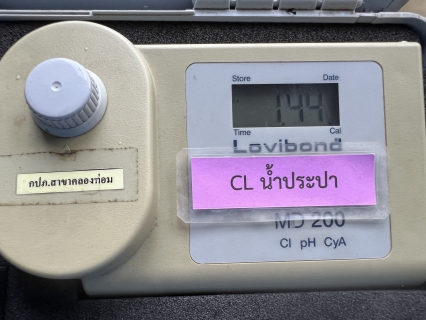 Store Date
1.44
Time Cal
Lovibond
กปภ.สาขาคลองท่อม
CL น้ำประปา
MD 200
Cl pH CyA